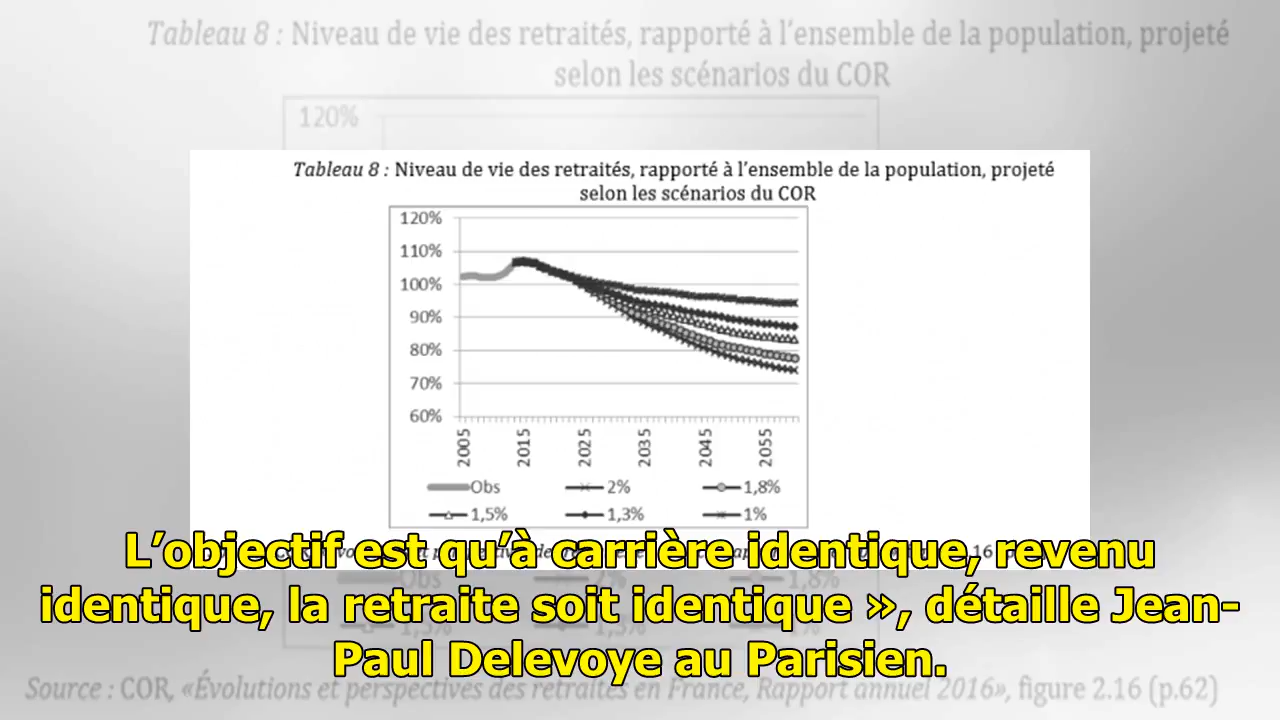 Tableau 8 : Niveau de vie des retraités, rapporté à l'ensemble de la population, projeté
selon les scénarios du COR
120%
Tableau 8 : Niveau de vie des retraités, rapporté à l'ensemble de la population, projeté
selon les scénarios du COR
120%
110%
100%
90%
80%
70%
60%
2005 2015 2025 2035 2045 2055
Obs 2% 1,8%
1,5% 1,3% 1%
L’objectif est qu’à carrière identique, revenu
identique, la retraite soit identique », détaille Jean-
Paul Delevoye au Parisien.
Obs 2% 1,8%
Source : COR, «Évolutions et perspectives des retraites en France, Rapport annuel 2016», figure 2.16 (p.62)